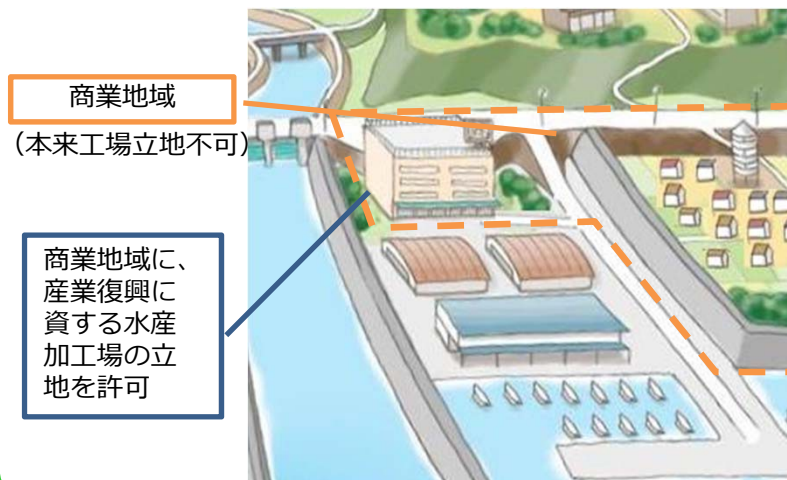 商業地域
（本来工場立地不可）
商業地域に、
産業復興に
資する水産
加工場の立
地を許可